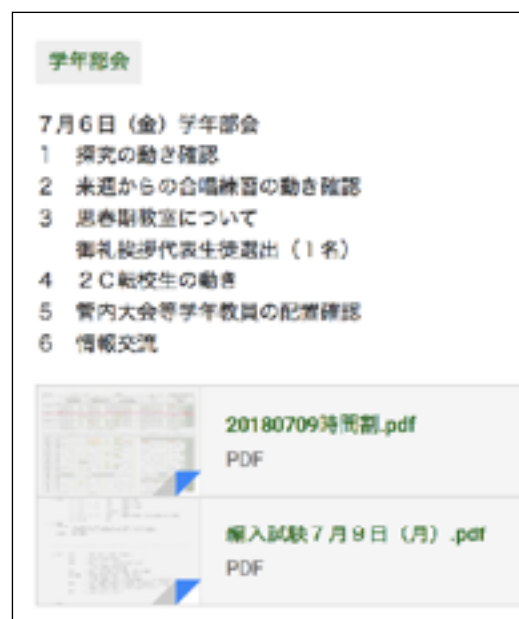 学年部会
7月6日（金）学年部会
1　探究の動き確認
2　来週からの合唱練習の動き確認
3　思春期教室について
御礼挨拶代表生徒選出（1名）
4　2C転校生の動き
5　管内大会等学年教員の配置確認
6　情報交流
20180709時間割.pdf
PDF
編入試験7月9日（月）.pdf
PDF